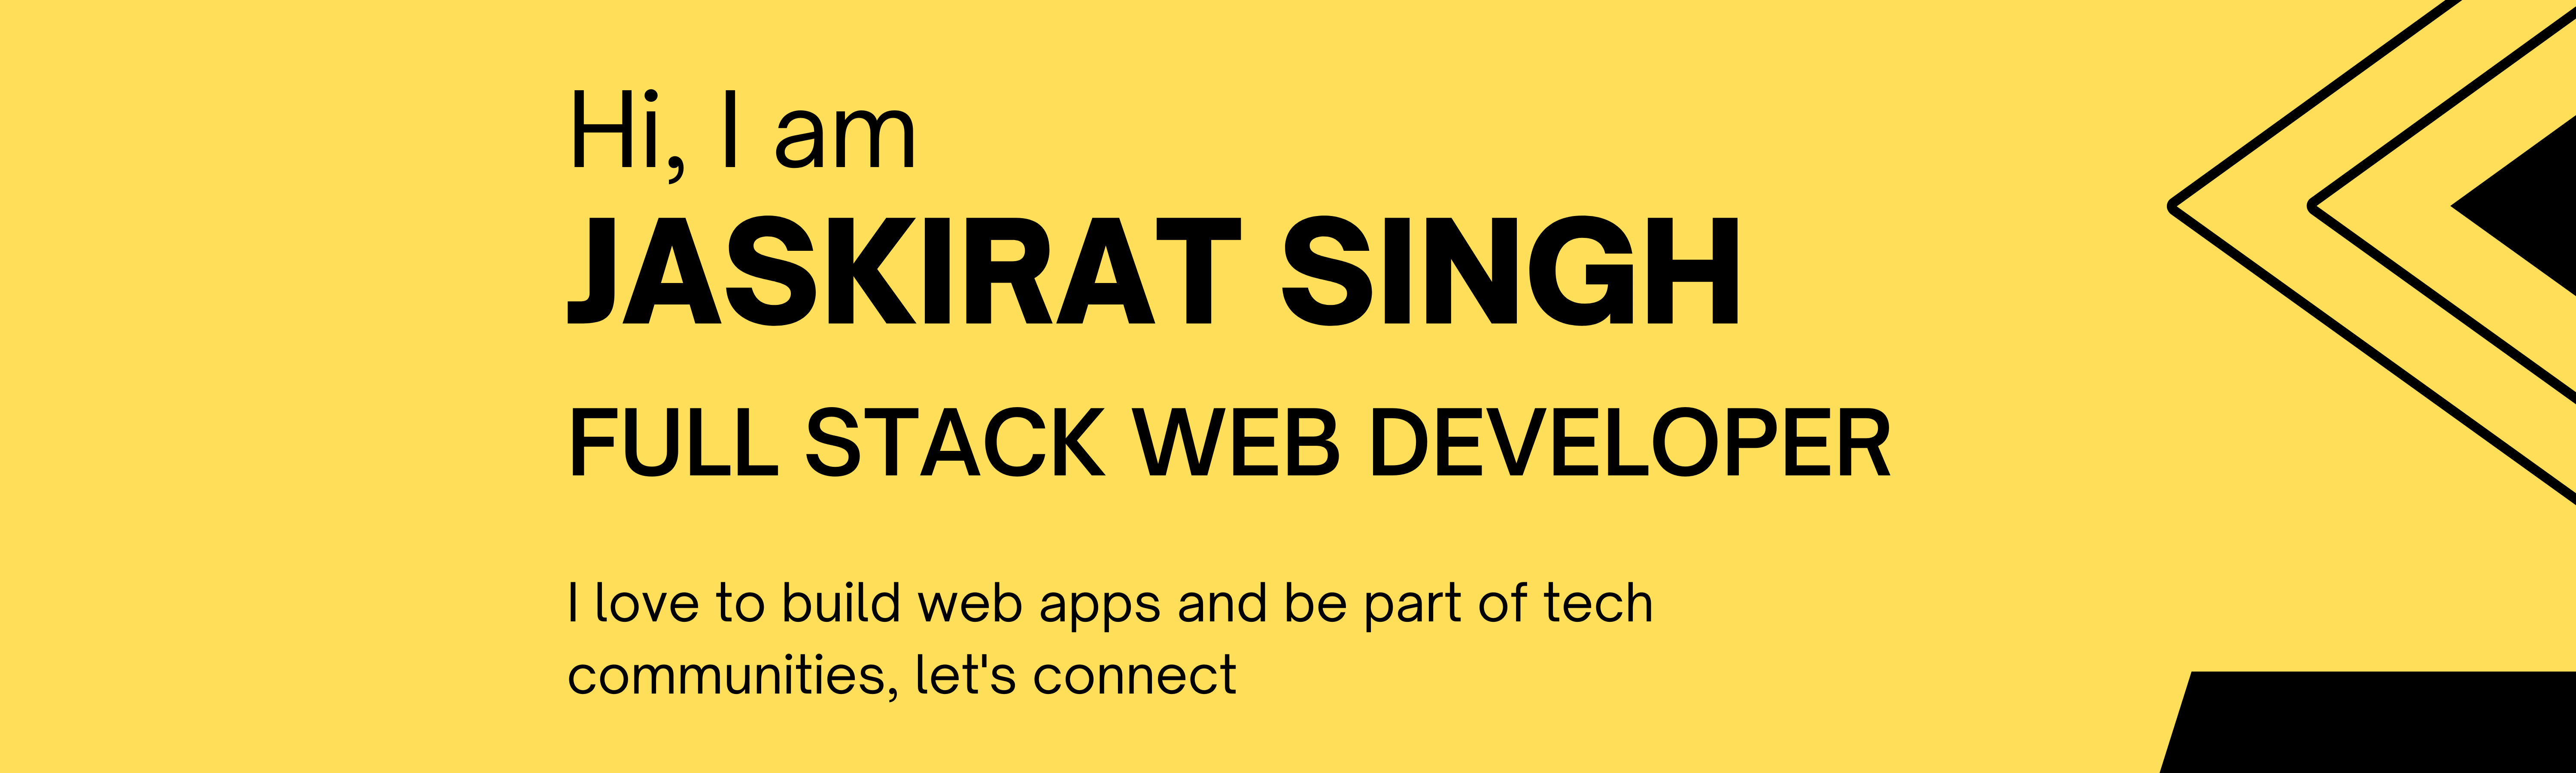 Hi, I am
JASKIRAT SINGH
FULL STACK WEB DEVELOPER
I love to build web apps and be part of tech
communities, let's connect